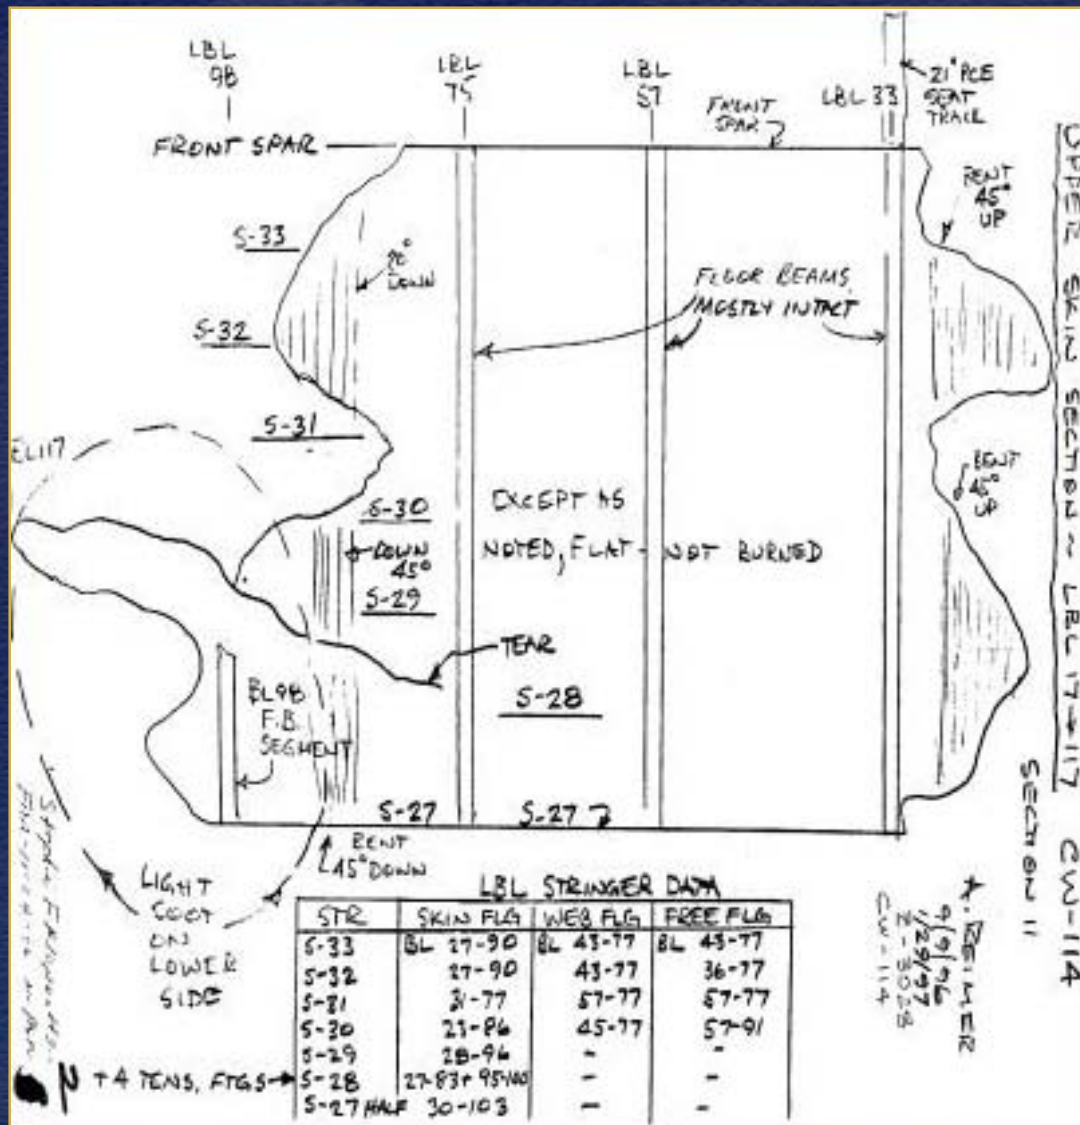 LBL
98
LBL
75
LBL
57
LBL 33
21" PCE
SEAT
TRACK
FRONT SPAR
FRONT
SPAR
BENT
45°
UP
S-33
DOWN
FLOOR BEAMS,
MOSTLY INTACT
S-32
S-31
S-30
EXCEPT AS
NOTED, FLAT - NOT BURNED
BENT
45°
UP
DOWN
45°
S-29
TEAR
S-28
BL98
F.B.
SEGMENT
S-27
S-27
BENT
45° DOWN
LIGHT
SOOT
ON
LOWER
SIDE
UPPER SKIN SECTION ~ LBL 17→117 CW-114
SECTION 11
A. REIMER
9/9/96
1/29/97
Z-3028
CW-114
LBL STRINGER DATA
STR SKIN FLG WEB FLG FREE FLG
S-33 BL 27-90 BL 43-77 BL 43-77
S-32 27-90 43-77 36-77
S-31 31-77 57-77 57-77
S-30 23-86 45-77 57-91
S-29 28-96 - -
+4 TENS. FTGS → S-28 27-83+95-100 - -
S-27 HALF 30-103 - -